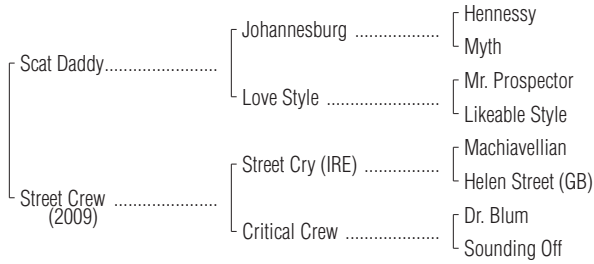 Hennessy
Johannesburg ..................
Myth
Scat Daddy........................
Mr. Prospector
Love Style ........................
Likeable Style
Machiavellian
Street Cry (IRE) ................
Helen Street (GB)
Street Crew ......................
(2009)
Dr. Blum
Critical Crew ....................
Sounding Off